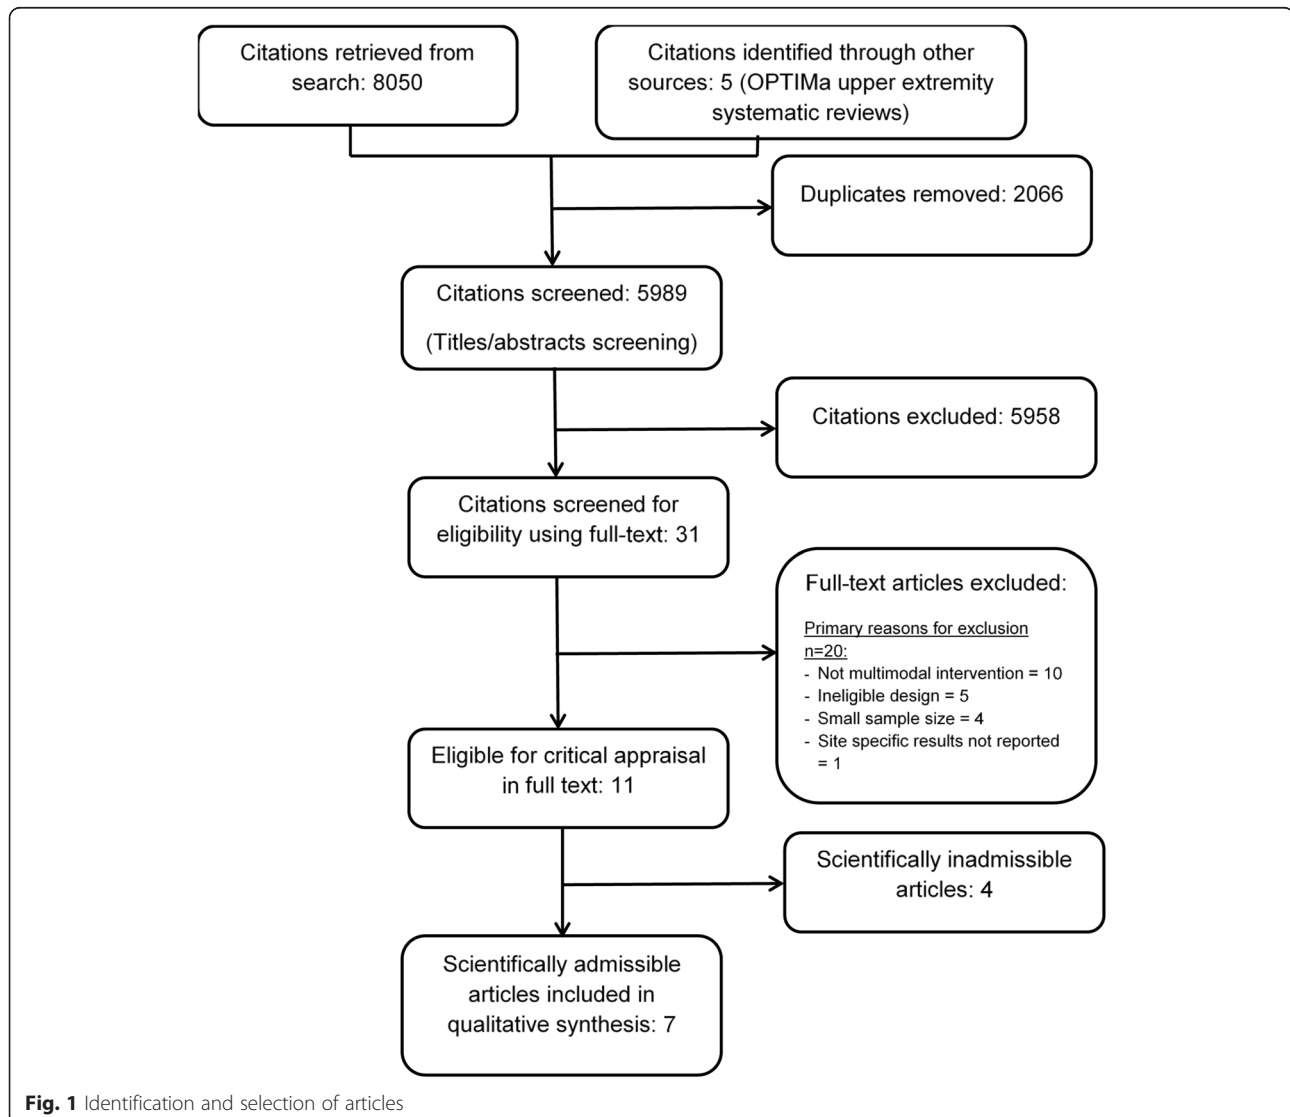 Citations retrieved from
search: 8050
Citations identified through other
sources: 5 (OPTIMa upper extremity
systematic reviews)
Duplicates removed: 2066
Citations screened: 5989
(Titles/abstracts screening)
Citations excluded: 5958
Citations screened for
eligibility using full-text: 31
Full-text articles excluded:
Primary reasons for exclusion
n=20:
- Not multimodal intervention = 10
- Ineligible design = 5
- Small sample size = 4
- Site specific results not reported
= 1
Eligible for critical appraisal
in full text: 11
Scientifically inadmissible
articles: 4
Scientifically admissible
articles included in
qualitative synthesis: 7
Fig. 1 Identification and selection of articles